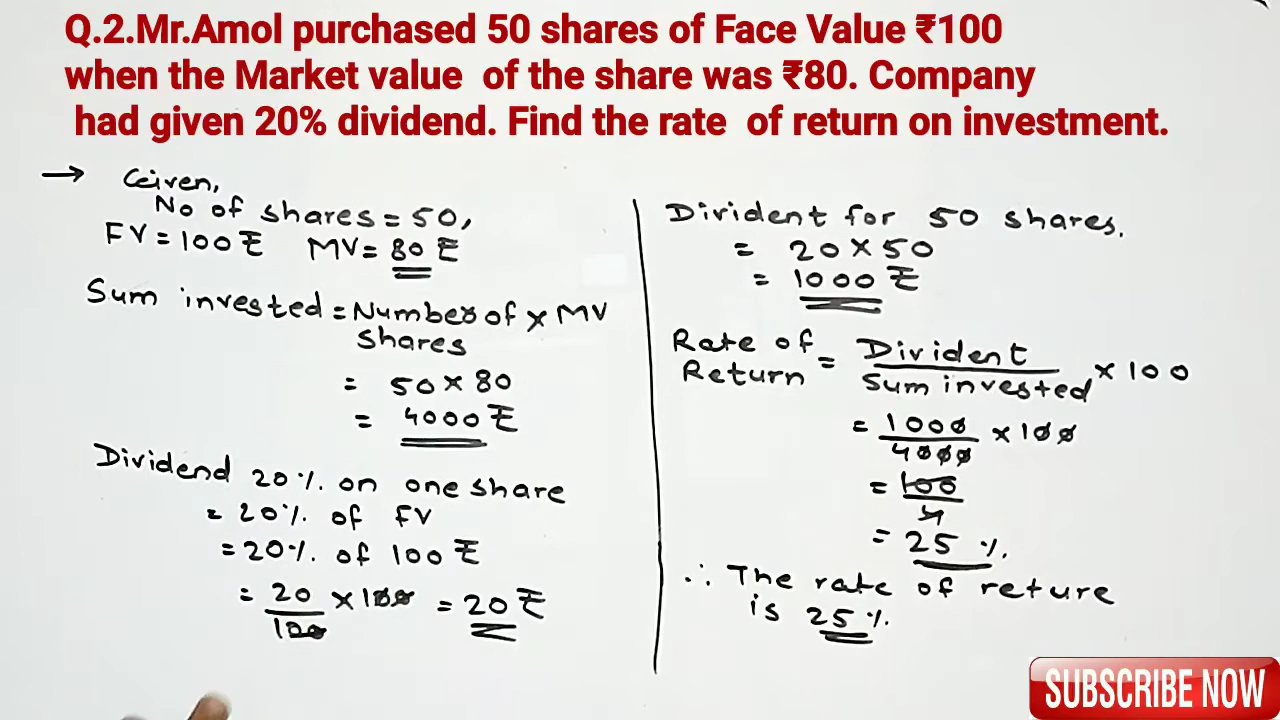 Q.2.Mr.Amol purchased 50 shares of Face Value ₹100
when the Market value of the share was ₹80. Company
had given 20% dividend. Find the rate of return on investment.
→ Given,
No of shares = 50,
FV = 100 ₹ MV = 80 ₹
Sum invested = Number of × MV
shares
= 50 × 80
= 4000 ₹
Dividend 20 % on one share
= 20 % of FV
= 20 % of 100 ₹
= 20/100 × 100 = 20 ₹
Divident for 50 shares.
= 20 × 50
= 1000 ₹
Rate of Return = Divident / Sum invested × 100
= 1000/4000 × 100
= 100/4
= 25 %.
∴ The rate of reture
is 25 %.
SUBSCRIBE NOW